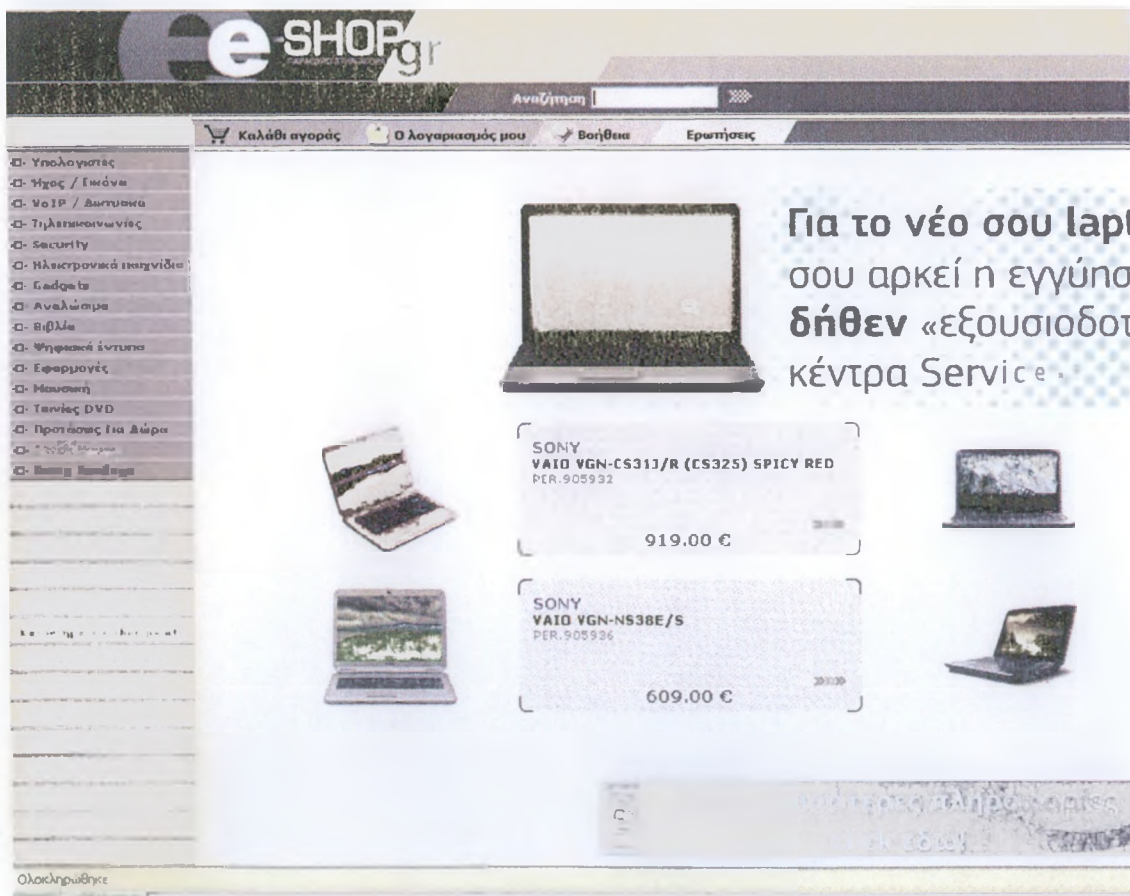 e-SHOP.gr
Αναζήτηση
Καλάθι αγοράς Ο λογαριασμός μου Βοήθεια Ερωτήσεις
Υπολογιστές
Ήχος / Εικόνα
VoIP / Δικτυακά
Τηλεπικοινωνίες
Security
Ηλεκτρονικά παιχνίδια
Gadgets
Αναλώσιμα
Βιβλία
Ψηφιακά έντυπα
Εφαρμογές
Μουσική
Ταινίες DVD
Προτάσεις Για Δώρα
Για το νέο σου lapt
σου αρκεί η εγγύησ
δήθεν «εξουσιοδοτ
κέντρα Service.
SONY
VAIO VGN-CS31J/R (CS325) SPICY RED
PER.905932
919.00 €
SONY
VAIO VGN-NS38E/S
PER.905936
609.00 €
Ολοκληρώθηκε